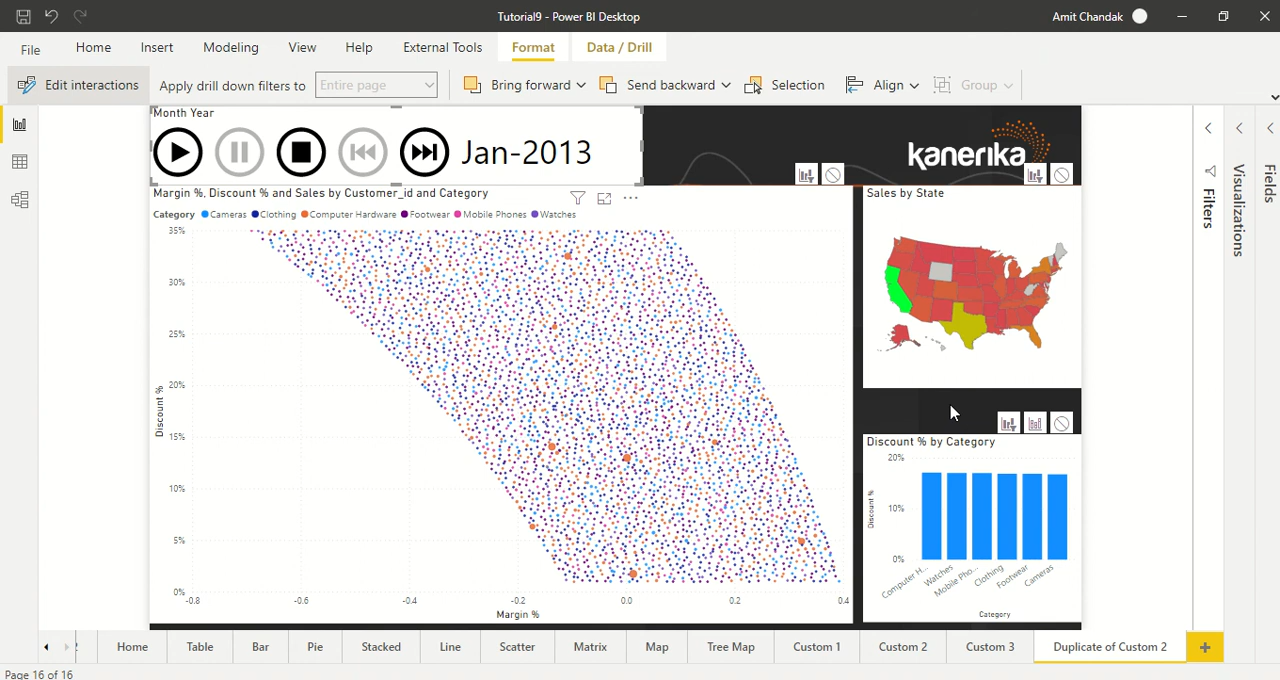 Tutorial9 - Power BI Desktop
Amit Chandak
File Home Insert Modeling View Help External Tools Format Data / Drill
Edit interactions Apply drill down filters to Entire page Bring forward Send backward Selection Align Group
Month Year
Jan-2013
kanerika
Margin %, Discount % and Sales by Customer_id and Category
Category Cameras Clothing Computer Hardware Footwear Mobile Phones Watches
35%
30%
25%
20%
15%
10%
5%
0%
Discount %
-0.8 -0.6 -0.4 -0.2 0.0 0.2 0.4
Margin %
Sales by State
Discount % by Category
20%
10%
0%
Discount %
Computer H... Watches Mobile Pho... Clothing Footwear Cameras
Category
Filters
Visualizations
Fields
Home Table Bar Pie Stacked Line Scatter Matrix Map Tree Map Custom 1 Custom 2 Custom 3 Duplicate of Custom 2 +
Page 16 of 16